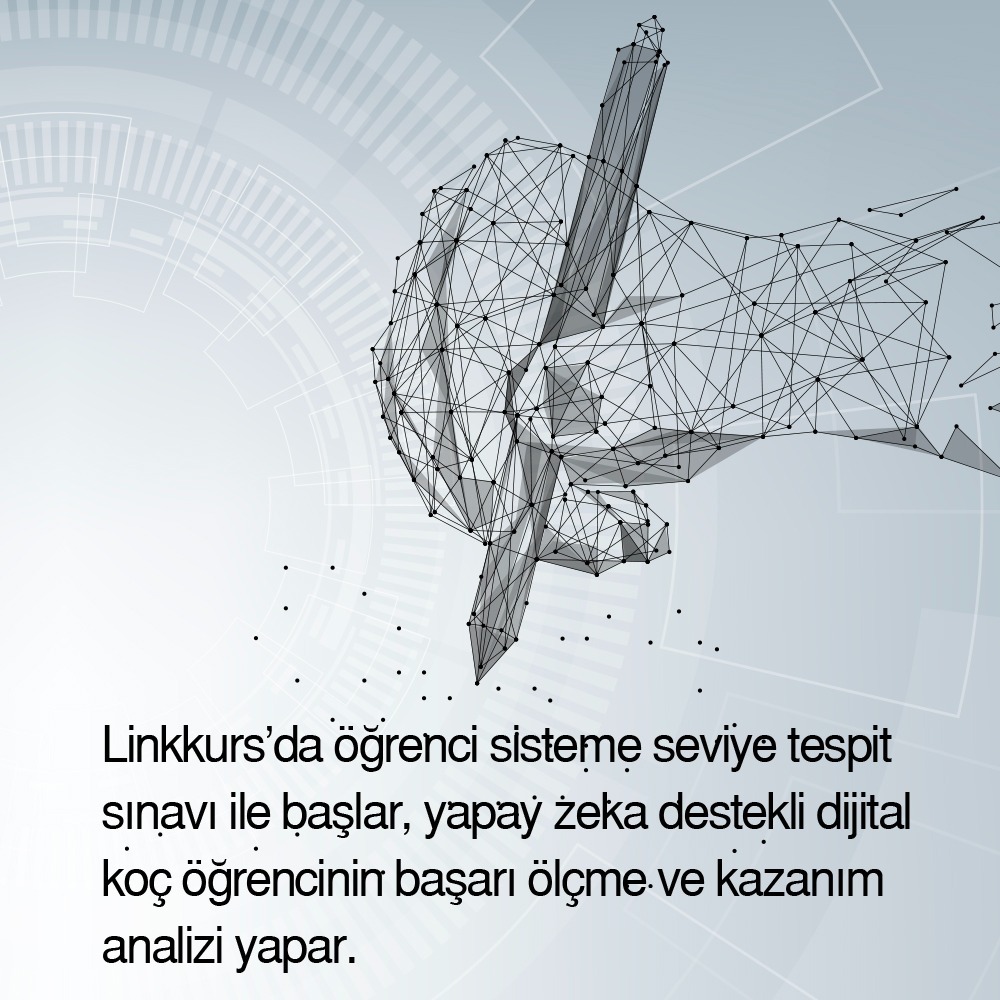 Linkkurs’da öğrenci sisteme seviye tespit
sınavı ile başlar, yapay zeka destekli dijital
koç öğrencinin başarı ölçme ve kazanım
analizi yapar.